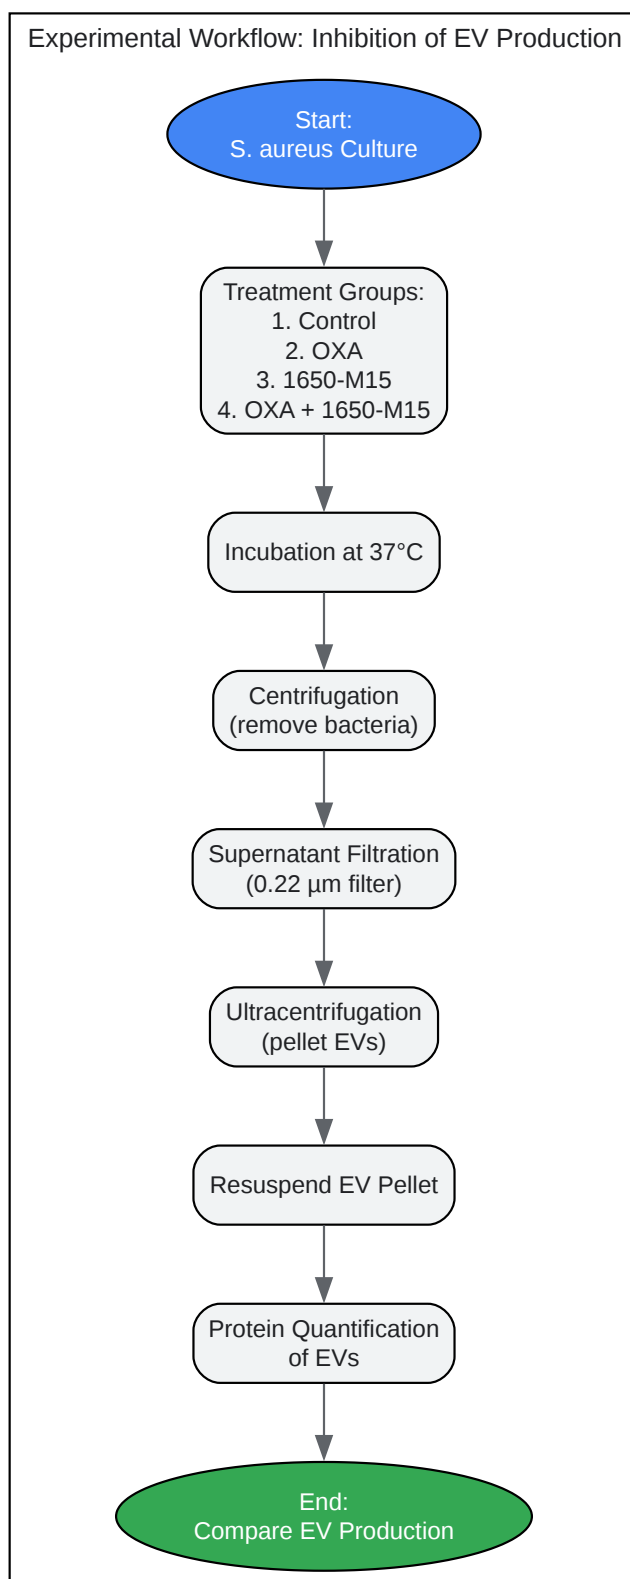 Experimental Workflow: Inhibition of EV Production
Start:
S. aureus Culture
Treatment Groups:
1. Control
2. OXA
3. 1650-M15
4. OXA + 1650-M15
Incubation at 37°C
Centrifugation
(remove bacteria)
Supernatant Filtration
(0.22 µm filter)
Ultracentrifugation
(pellet EVs)
Resuspend EV Pellet
Protein Quantification
of EVs
End:
Compare EV Production